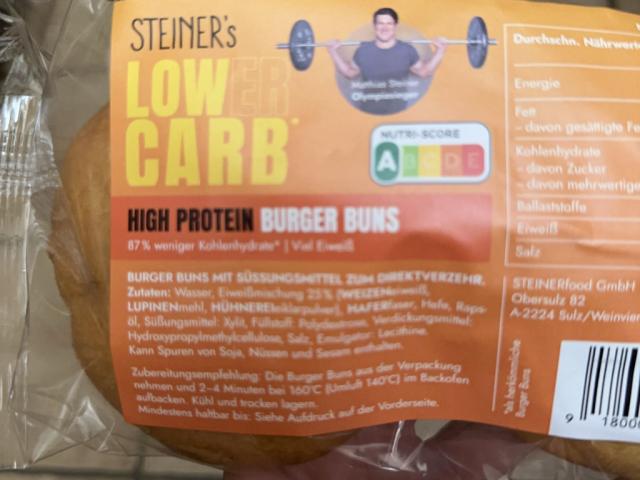 STEINER's
LOWER
CARB*
Matthias Steiner
Olympiasieger
NUTRI-SCORE
A B C D E
HIGH PROTEIN BURGER BUNS
87% weniger Kohlenhydrate* | Viel Eiweiß
BURGER BUNS MIT SÜSSUNGSMITTEL ZUM DIREKTVERZEHR.
Zutaten: Wasser, Eiweißmischung 25% (WEIZENeiweiß,
LUPINENmehl, HÜHNEREIeiklarpulver), HAFERfaser, Hefe, Raps-
öl, Süßungsmittel: Xylit, Füllstoff: Polydextrose, Verdickungsmittel:
Hydroxypropylmethylcellulose, Salz, Emulgator: Lecithine.
Kann Spuren von Soja, Nüssen und Sesam enthalten.
Zubereitungsempfehlung: Die Burger Buns aus der Verpackung
nehmen und 2–4 Minuten bei 160°C (Umluft 140°C) im Backofen
aufbacken. Kühl und trocken lagern.
Mindestens haltbar bis: Siehe Aufdruck auf der Vorderseite.
Durchschn. Nährwerte
Energie
Fett
– davon gesättigte
Kohlenhydrate
– davon Zucker
– davon mehrwertige
Ballaststoffe
Eiweiß
Salz
STEINERfood GmbH
Obersulz 82
A-2224 Sulz/Weinvier
*als herkömmliche
Burger Buns
9 18000